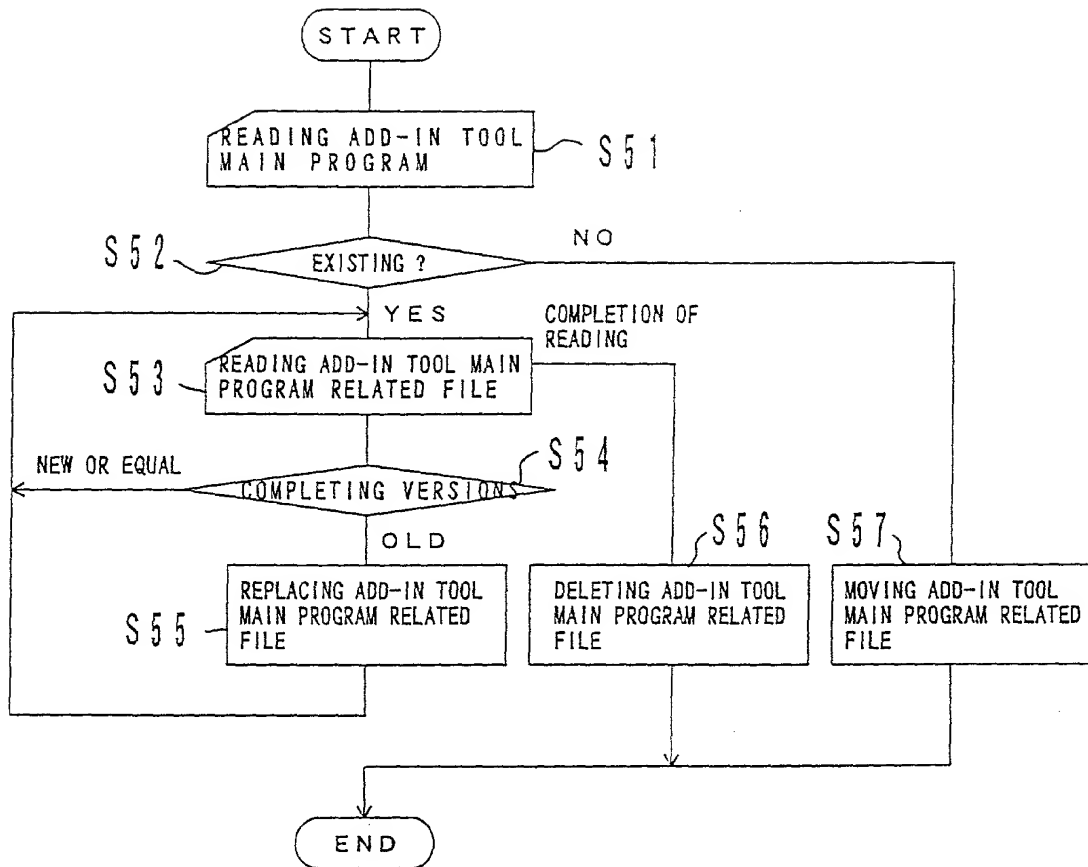 START
READING ADD-IN TOOL
MAIN PROGRAM
S51
S52
EXISTING ?
NO
YES
COMPLETION OF
READING
S53
READING ADD-IN TOOL MAIN
PROGRAM RELATED FILE
NEW OR EQUAL
S54
COMPLETING VERSIONS
OLD
S55
REPLACING ADD-IN TOOL
MAIN PROGRAM RELATED
FILE
S56
DELETING ADD-IN TOOL
MAIN PROGRAM RELATED
FILE
S57
MOVING ADD-IN TOOL
MAIN PROGRAM RELATED
FILE
END